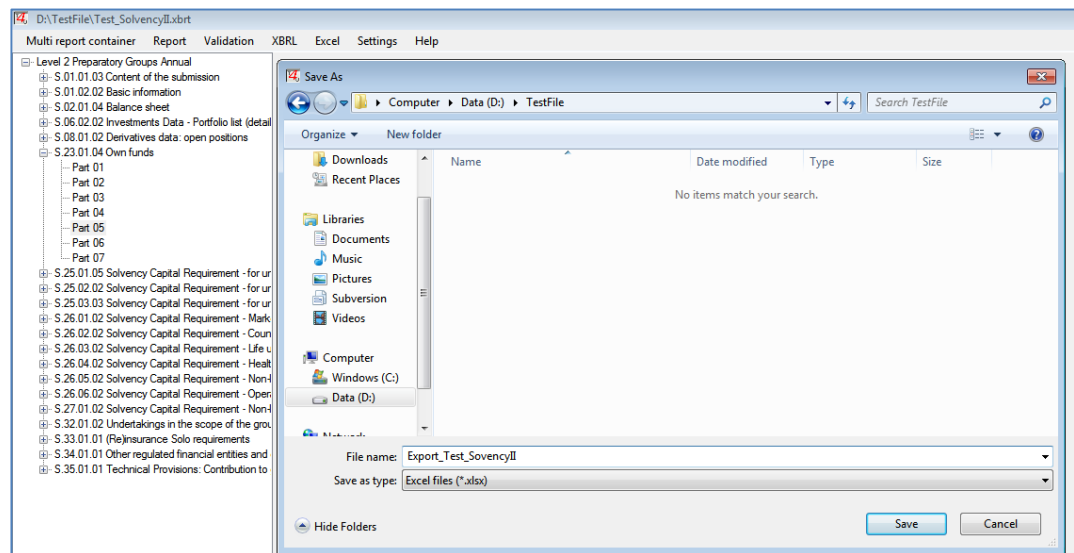 D:\TestFile\Test_SolvencyII.xbrt
Multi report container Report Validation XBRL Excel Settings Help
Level 2 Preparatory Groups Annual
S.01.01.03 Content of the submission
S.01.02.02 Basic information
S.02.01.04 Balance sheet
S.06.02.02 Investments Data - Portfolio list (detail
S.08.01.02 Derivatives data: open positions
S.23.01.04 Own funds
Part 01
Part 02
Part 03
Part 04
Part 05
Part 06
Part 07
S.25.01.05 Solvency Capital Requirement - for ur
S.25.02.02 Solvency Capital Requirement - for ur
S.25.03.03 Solvency Capital Requirement - for ur
S.26.01.02 Solvency Capital Requirement - Mark
S.26.02.02 Solvency Capital Requirement - Coun
S.26.03.02 Solvency Capital Requirement - Life u
S.26.04.02 Solvency Capital Requirement - Healt
S.26.05.02 Solvency Capital Requirement - Non-l
S.26.06.02 Solvency Capital Requirement - Opera
S.27.01.02 Solvency Capital Requirement - Non-l
S.32.01.02 Undertakings in the scope of the grou
S.33.01.01 (Re)insurance Solo requirements
S.34.01.01 Other regulated financial entities and
S.35.01.01 Technical Provisions: Contribution to
Save As
Computer Data (D:) TestFile
Search TestFile
Organize New folder
Name Date modified Type Size
No items match your search.
Downloads
Recent Places
Libraries
Documents
Music
Pictures
Subversion
Videos
Computer
Windows (C:)
Data (D:)
File name: Export_Test_SovencyII
Save as type: Excel files (*.xlsx)
Hide Folders
Save Cancel